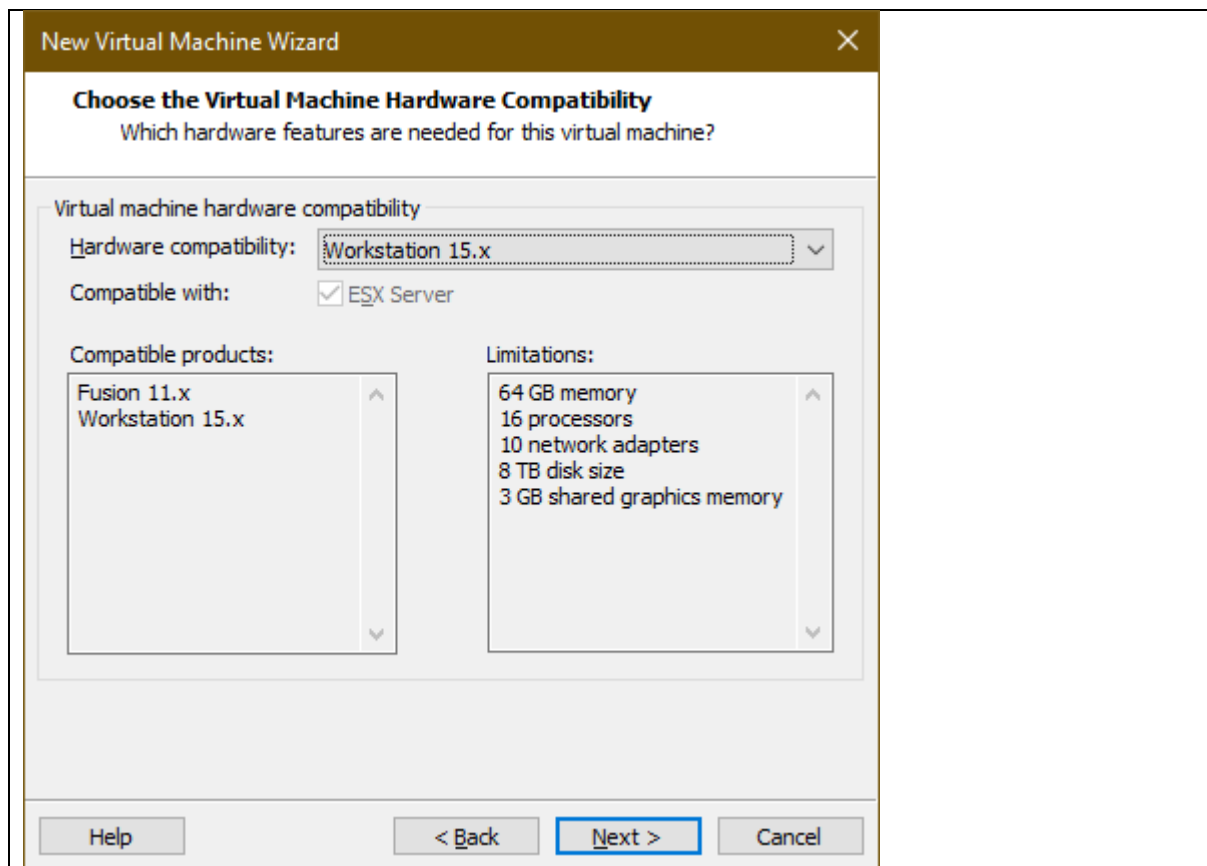 New Virtual Machine Wizard
Choose the Virtual Machine Hardware Compatibility
Which hardware features are needed for this virtual machine?
Virtual machine hardware compatibility
Hardware compatibility: Workstation 15.x
Compatible with: ESX Server
Compatible products:
Fusion 11.x
Workstation 15.x
Limitations:
64 GB memory
16 processors
10 network adapters
8 TB disk size
3 GB shared graphics memory
Help < Back Next > Cancel